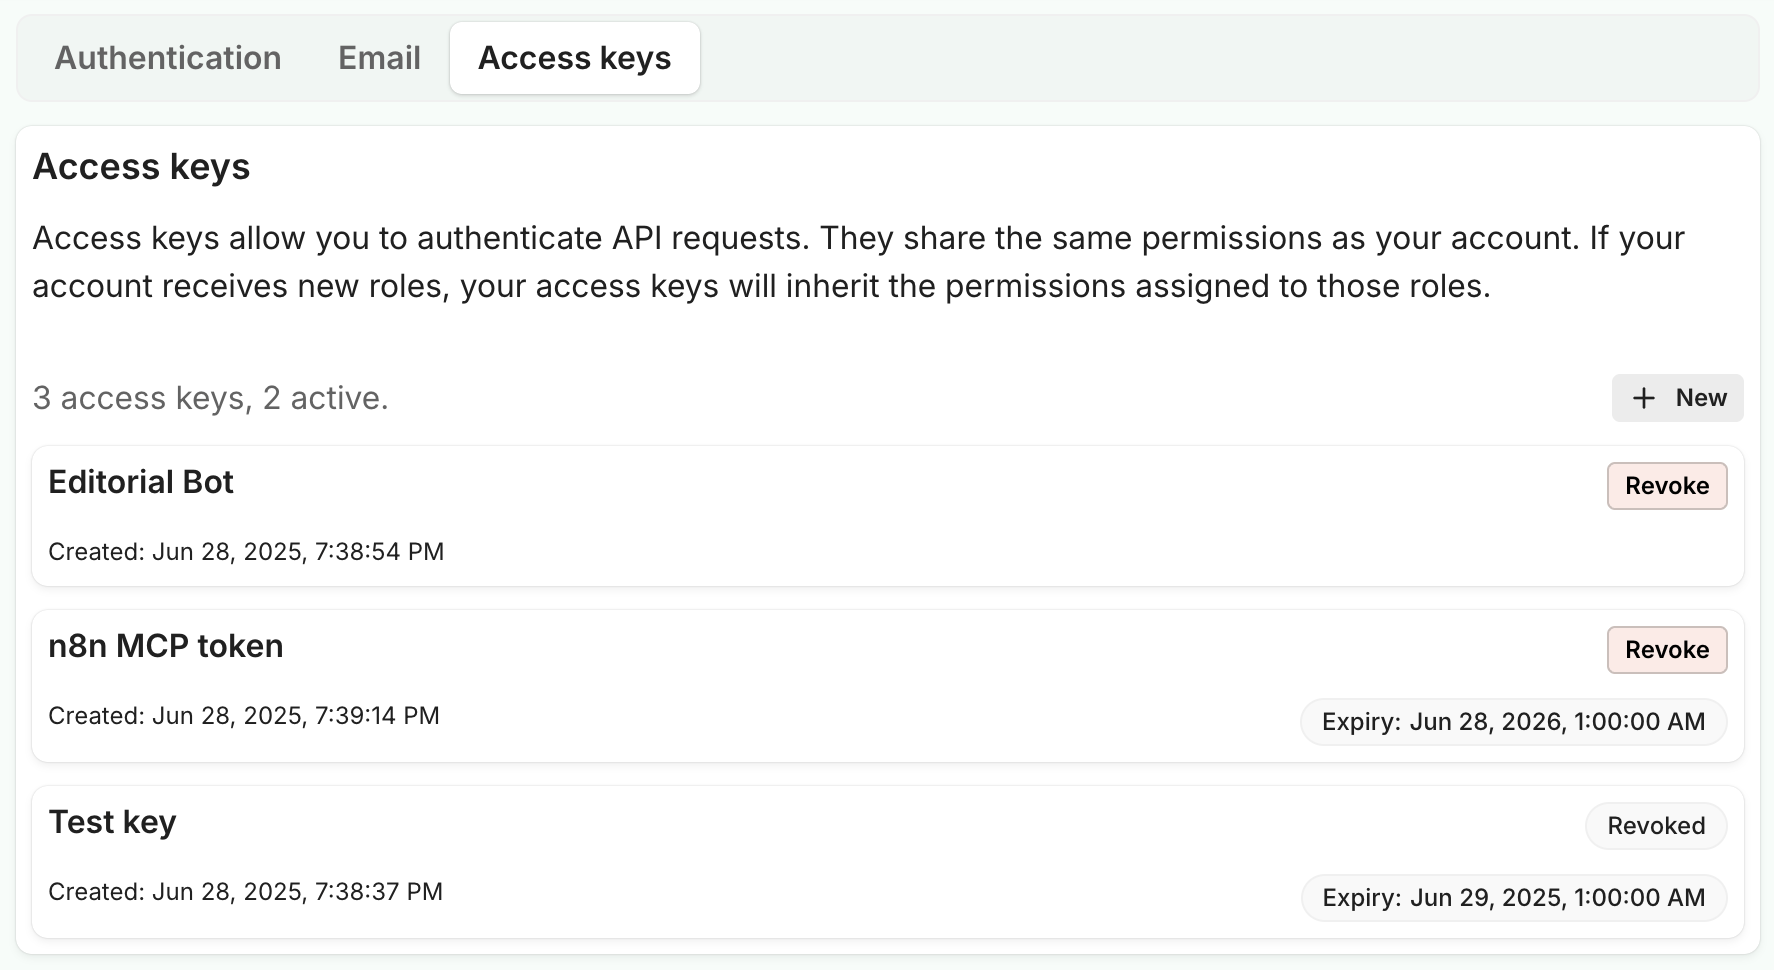 Authentication Email Access keys
Access keys
Access keys allow you to authenticate API requests. They share the same permissions as your account. If your
account receives new roles, your access keys will inherit the permissions assigned to those roles.
3 access keys, 2 active.
+ New
Editorial Bot
Revoke
Created: Jun 28, 2025, 7:38:54 PM
n8n MCP token
Revoke
Created: Jun 28, 2025, 7:39:14 PM
Expiry: Jun 28, 2026, 1:00:00 AM
Test key
Revoked
Created: Jun 28, 2025, 7:38:37 PM
Expiry: Jun 29, 2025, 1:00:00 AM